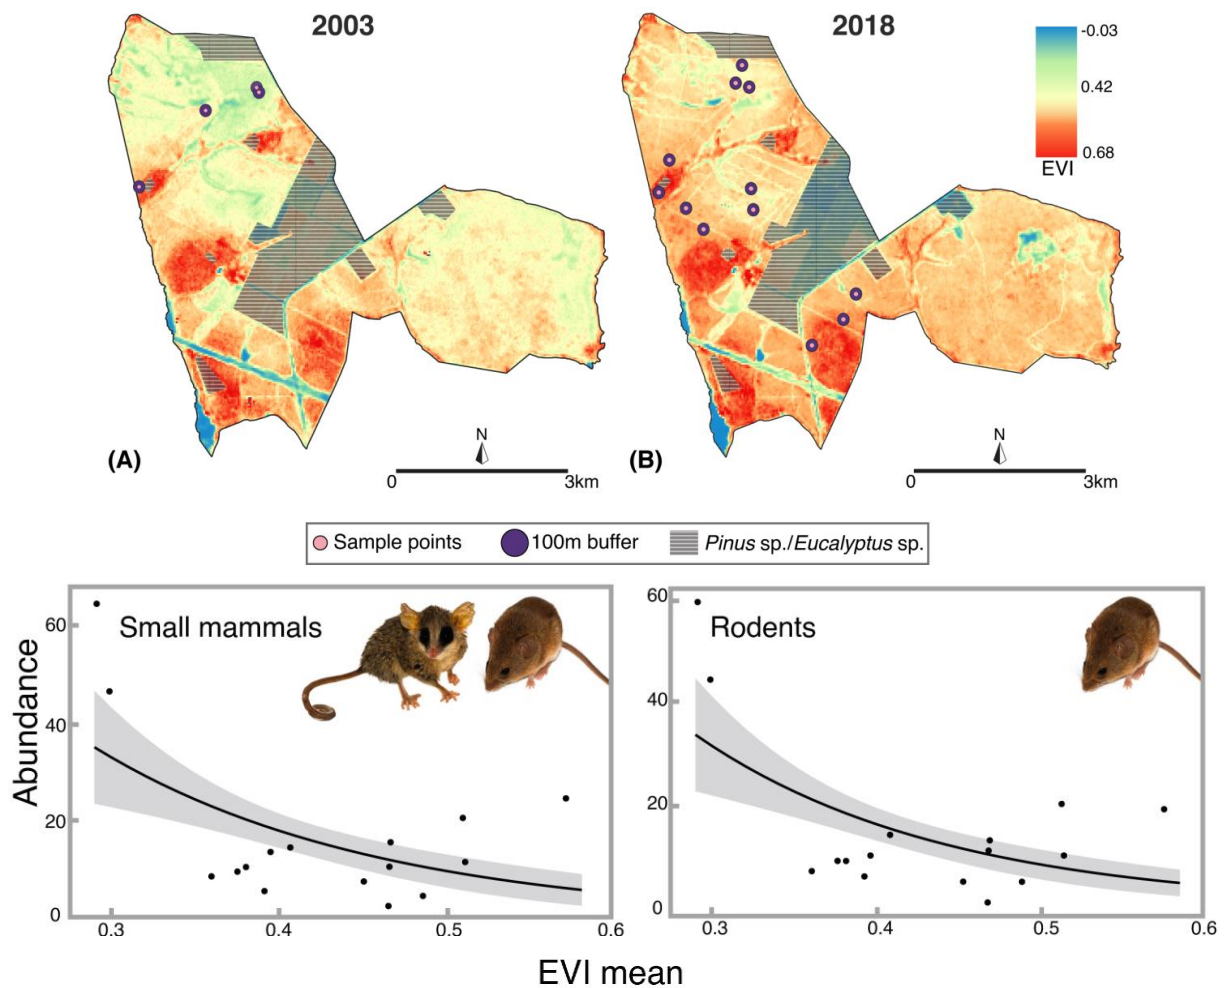 2003
2018
-0.03
0.42
0.68
EVI
(A)
N
0 3km
(B)
N
0 3km
Sample points
100m buffer
Pinus sp./Eucalyptus sp.
Abundance
Small mammals
60
40
20
0
0.3 0.4 0.5 0.6
Rodents
60
40
20
0
0.3 0.4 0.5 0.6
EVI mean